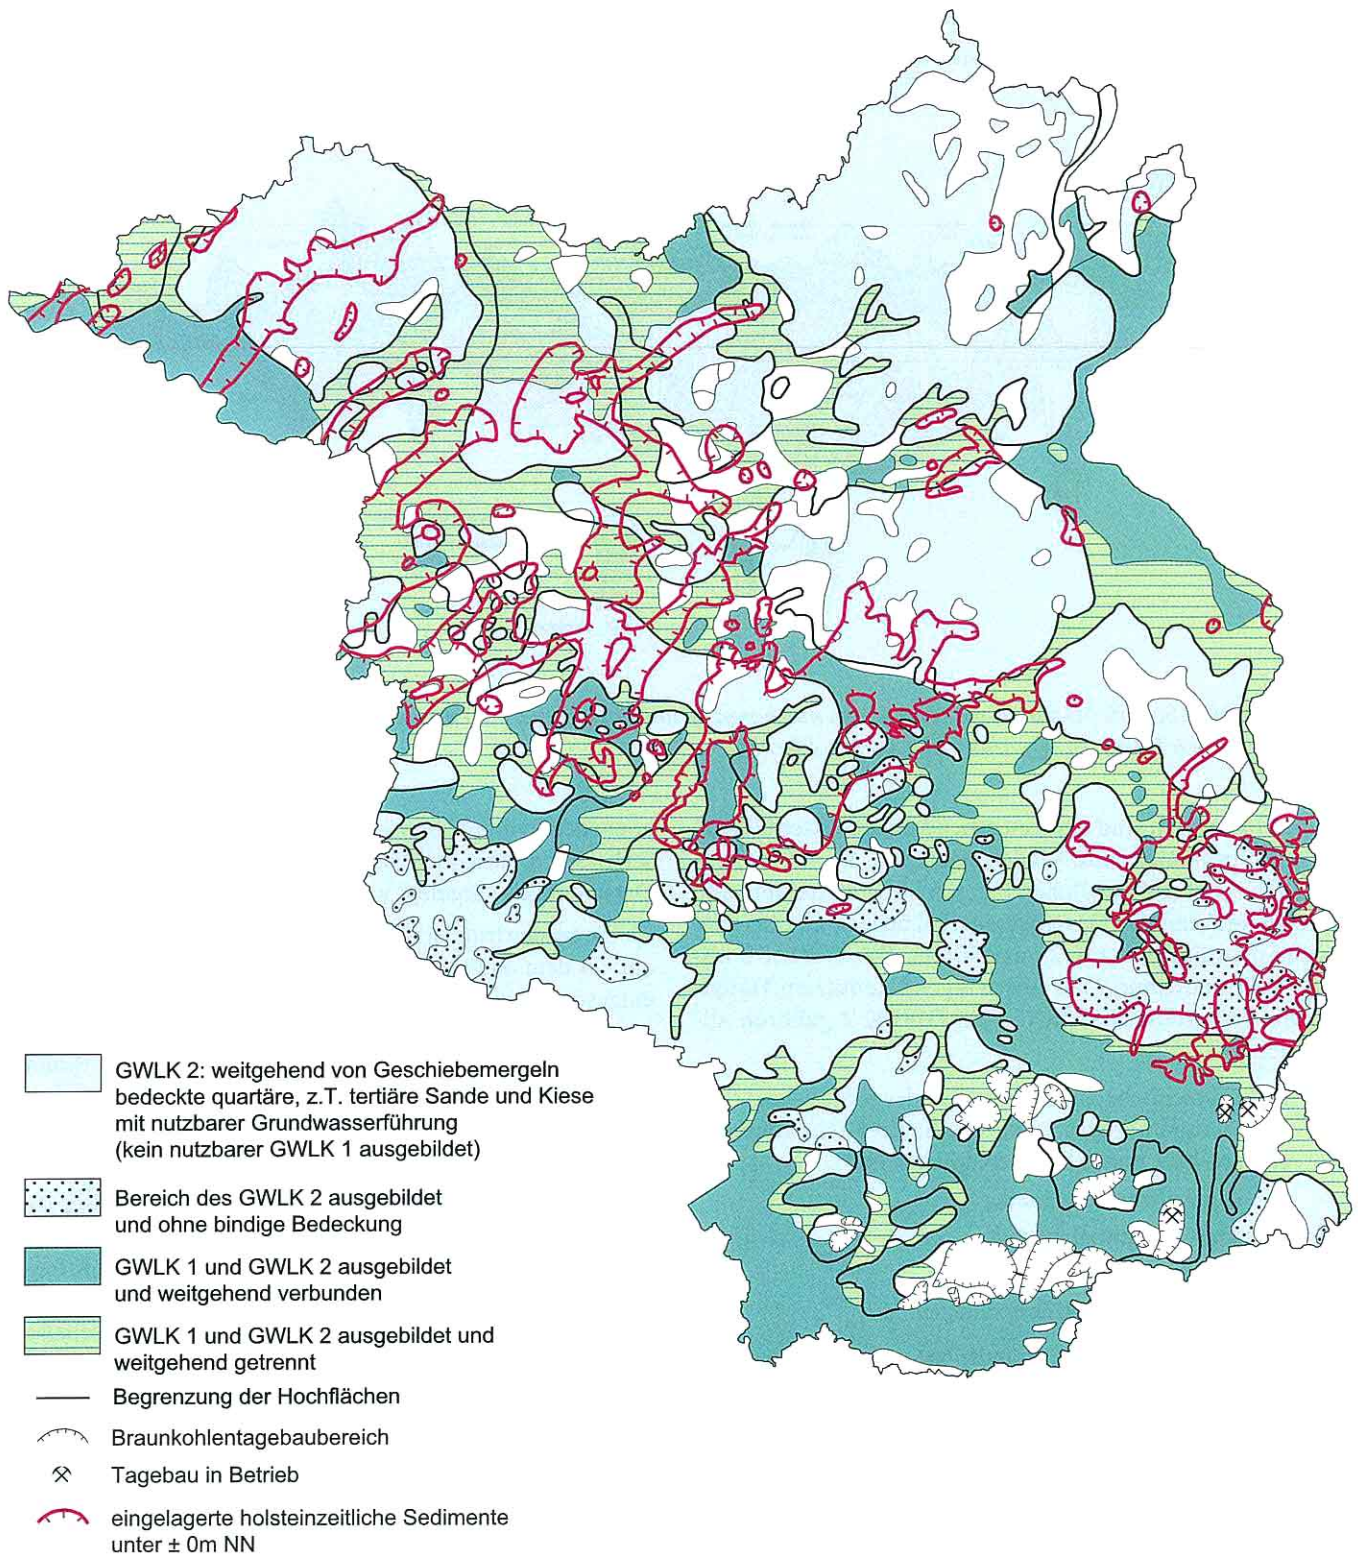 GWLK 2: weitgehend von Geschiebemergeln
bedeckte quartäre, z.T. tertiäre Sande und Kiese
mit nutzbarer Grundwasserführung
(kein nutzbarer GWLK 1 ausgebildet)
Bereich des GWLK 2 ausgebildet
und ohne bindige Bedeckung
GWLK 1 und GWLK 2 ausgebildet
und weitgehend verbunden
GWLK 1 und GWLK 2 ausgebildet und
weitgehend getrennt
Begrenzung der Hochflächen
Braunkohlentagebaubereich
Tagebau in Betrieb
eingelagerte holsteinzeitliche Sedimente
unter ± 0m NN